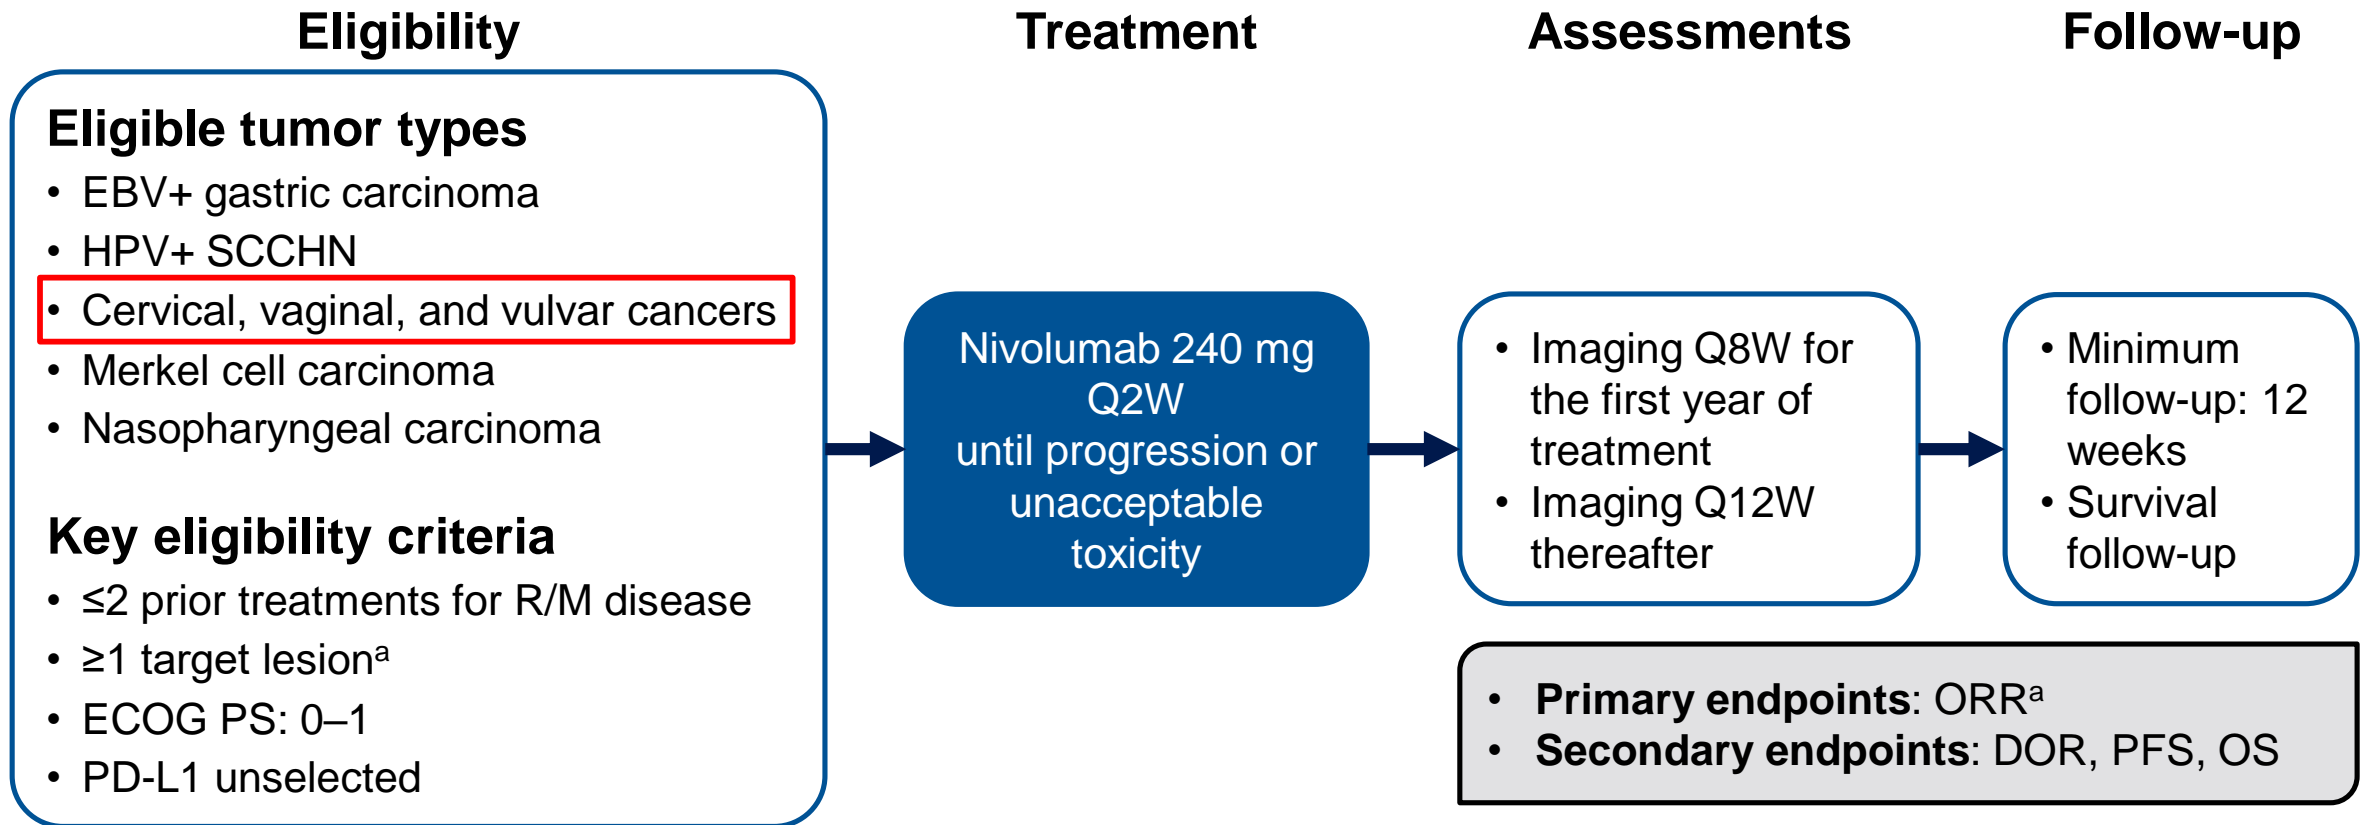 Eligibility
Treatment
Assessments
Follow-up
Eligible tumor types
• EBV+ gastric carcinoma
• HPV+ SCCHN
• Cervical, vaginal, and vulvar cancers
• Merkel cell carcinoma
• Nasopharyngeal carcinoma
Key eligibility criteria
• ≤2 prior treatments for R/M disease
• ≥1 target lesionᵃ
• ECOG PS: 0–1
• PD-L1 unselected
Nivolumab 240 mg
Q2W
until progression or
unacceptable
toxicity
• Imaging Q8W for
the first year of
treatment
• Imaging Q12W
thereafter
• Minimum
follow-up: 12
weeks
• Survival
follow-up
• Primary endpoints: ORRᵃ
• Secondary endpoints: DOR, PFS, OS